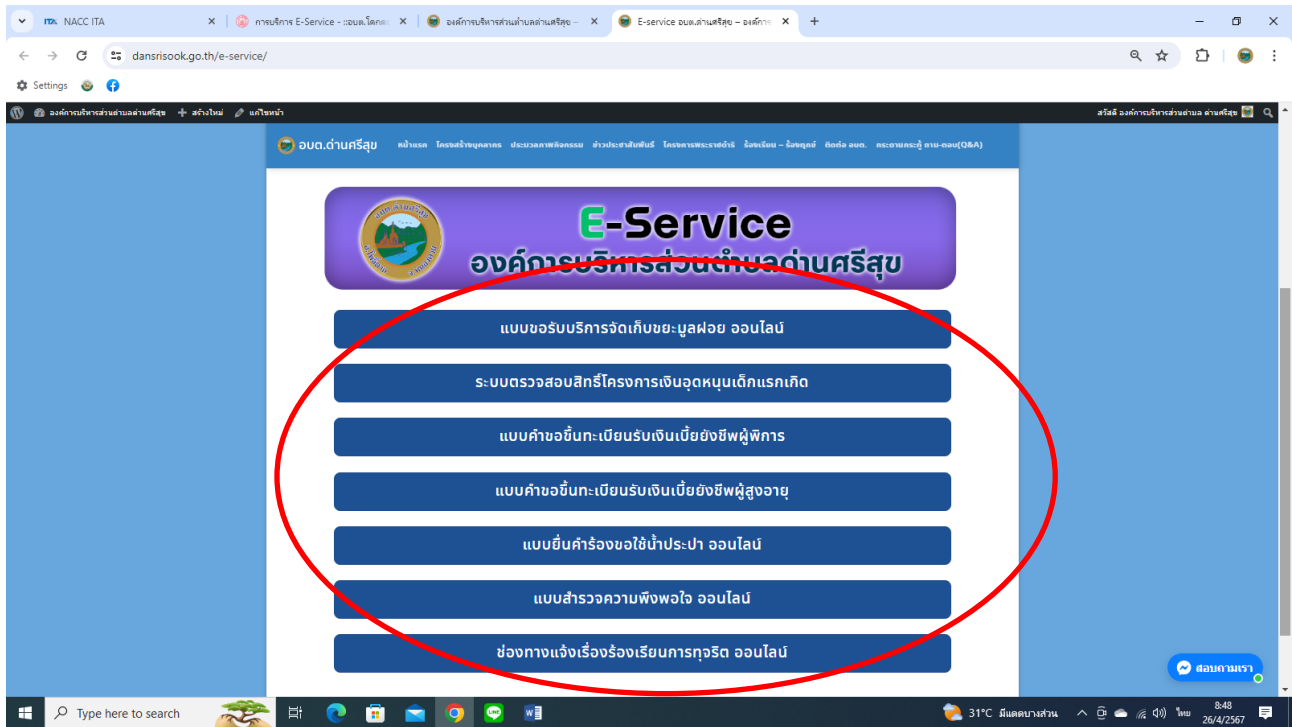 NACC ITA
การบริการ E-Service - ::อบต.โคกกะ
องค์การบริหารส่วนตำบลด่านศรีสุข –
E-service อบต.ด่านศรีสุข – องค์การ
dansrisook.go.th/e-service/
Settings
องค์การบริหารส่วนตำบลด่านศรีสุข สร้างใหม่ แก้ไขหน้า สวัสดี องค์การบริหารส่วนตำบล ด่านศรีสุข
อบต.ด่านศรีสุข หน้าแรก โครงสร้างบุคลากร ประมวลภาพกิจกรรม ข่าวประชาสัมพันธ์ โครงการพระราชดำริ ร้องเรียน – ร้องทุกข์ ติดต่อ อบต. กระดานกระทู้ ถาม-ตอบ(Q&A)
E-Service
องค์การบริหารส่วนตำบลด่านศรีสุข
แบบขอรับบริการจัดเก็บขยะมูลฝอย ออนไลน์
ระบบตรวจสอบสิทธิ์โครงการเงินอุดหนุนเด็กแรกเกิด
แบบคำขอขึ้นทะเบียนรับเงินเบี้ยยังชีพผู้พิการ
แบบคำขอขึ้นทะเบียนรับเงินเบี้ยยังชีพผู้สูงอายุ
แบบยื่นคำร้องขอใช้น้ำประปา ออนไลน์
แบบสำรวจความพึงพอใจ ออนไลน์
ช่องทางแจ้งเรื่องร้องเรียนการทุจริต ออนไลน์
สอบถามเรา
Type here to search
31°C มีแดดบางส่วน
ไทย
8:48
26/4/2567